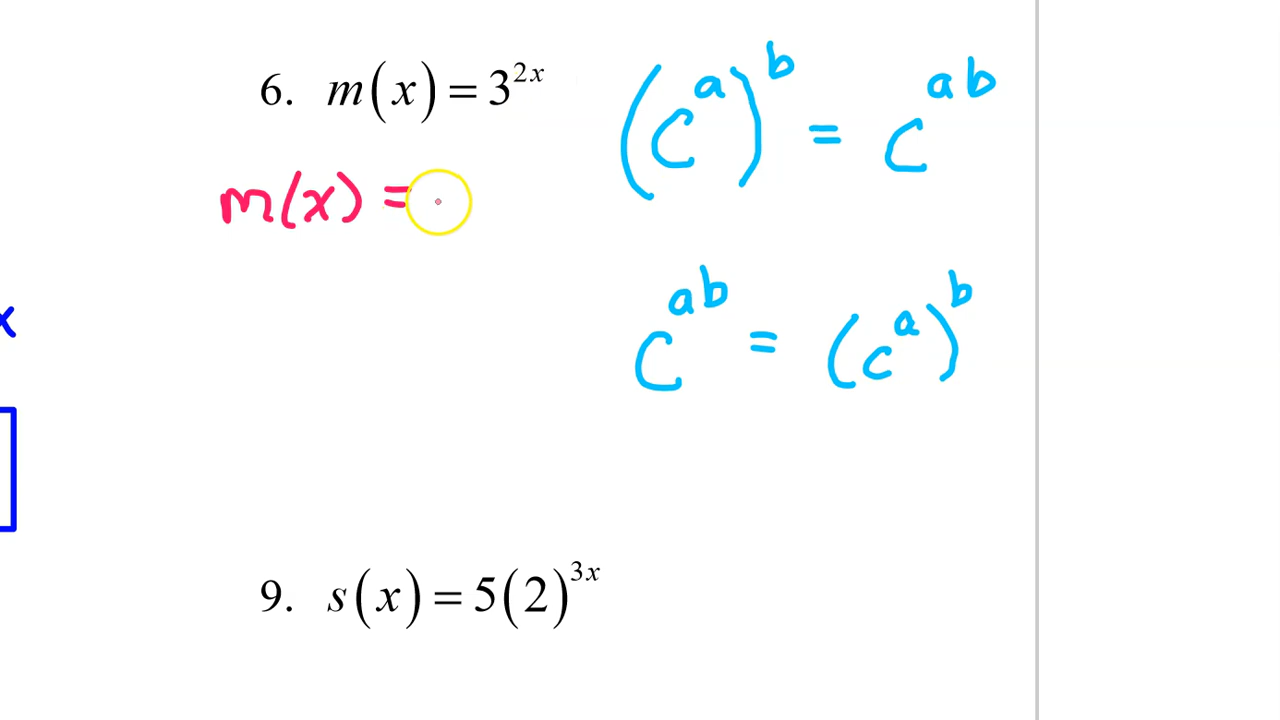 6. m(x) = 3^{2x}
(c^a)^b = c^{ab}
m(x) =
c^{ab} = (c^a)^b
x
9. s(x) = 5(2)^{3x}